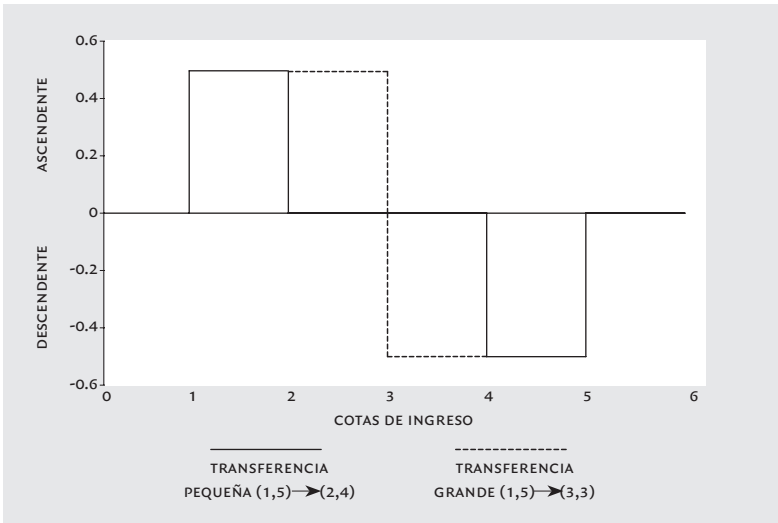 0.6
ASCENDENTE
0.4
0.2
0
DESCENDENTE
-0.2
-0.4
-0.6
0 1 2 3 4 5 6
COTAS DE INGRESO
TRANSFERENCIA
PEQUEÑA (1,5)→(2,4)
TRANSFERENCIA
GRANDE (1,5)→(3,3)